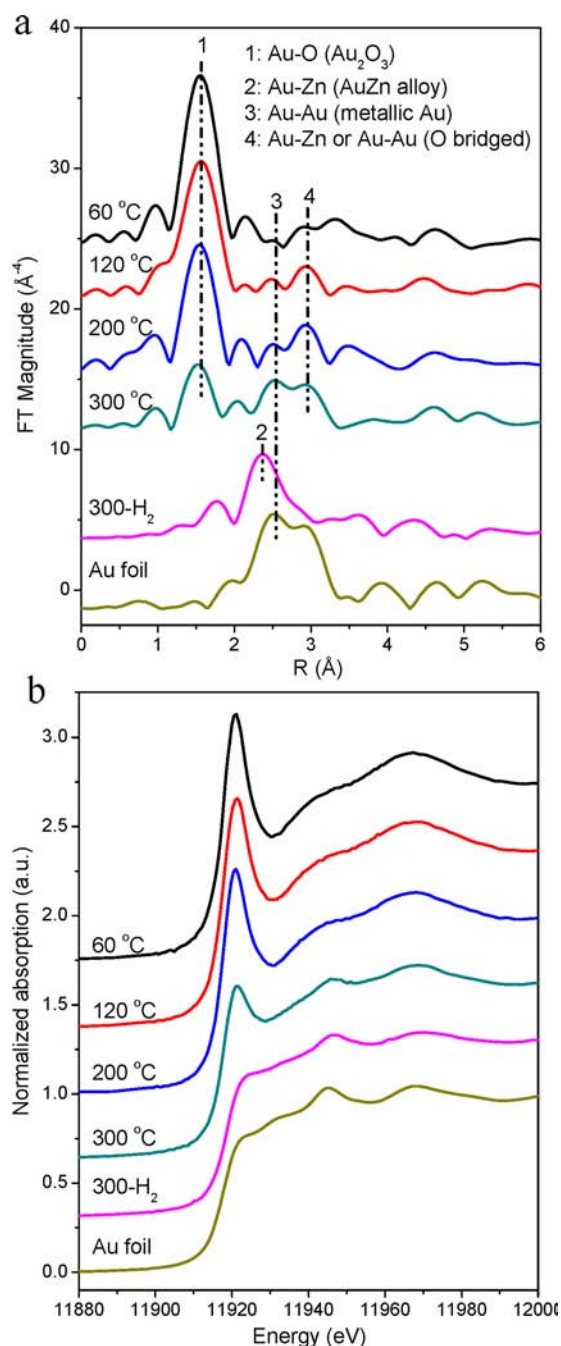 a
1: Au-O (Au₂O₃)
2: Au-Zn (AuZn alloy)
3: Au-Au (metallic Au)
4: Au-Zn or Au-Au (O bridged)
1
3
4
2
60 °C
120 °C
200 °C
300 °C
300-H₂
Au foil
FT Magnitude (Å⁻⁴)
40
30
20
10
0
0 1 2 3 4 5 6
R (Å)
b
Normalized absorption (a.u.)
3.0
2.5
2.0
1.5
1.0
0.5
0.0
60 °C
120 °C
200 °C
300 °C
300-H₂
Au foil
11880 11900 11920 11940 11960 11980 12000
Energy (eV)